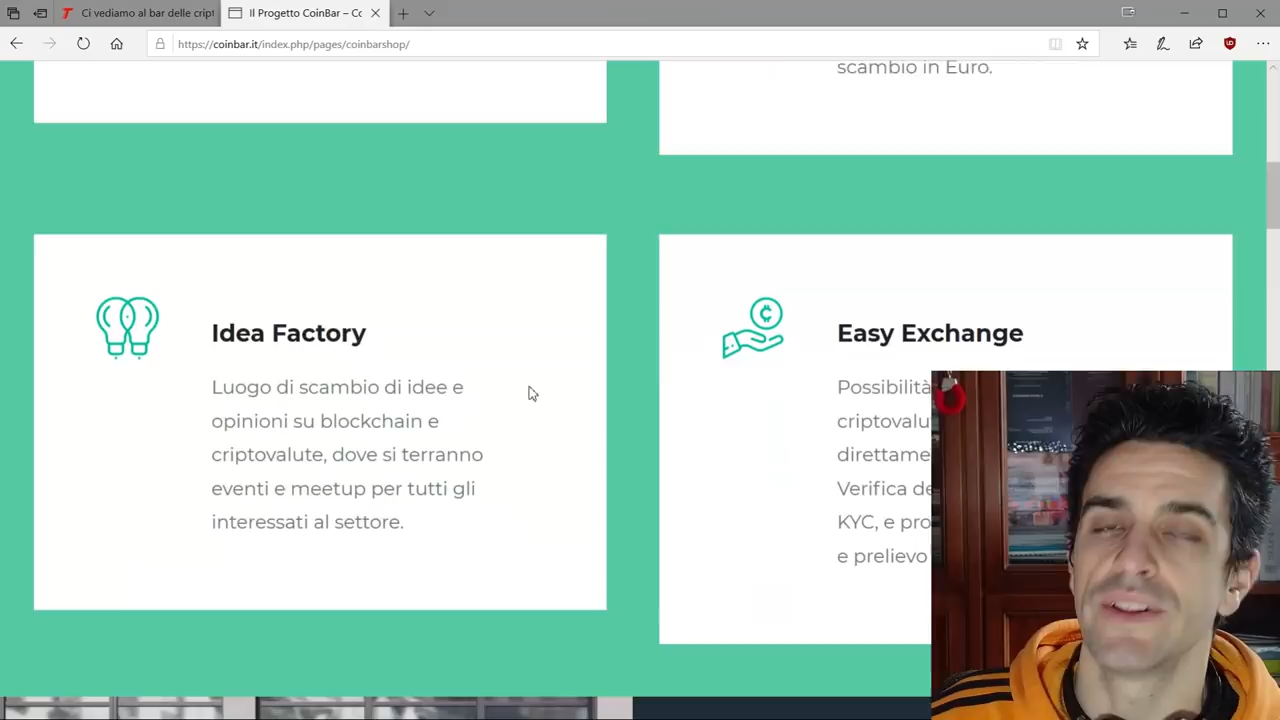 Ci vediamo al bar delle cript
Il Progetto CoinBar – Co
https://coinbar.it/index.php/pages/coinbarshop/
scambio in Euro.
Idea Factory
Luogo di scambio di idee e
opinioni su blockchain e
criptovalute, dove si terranno
eventi e meetup per tutti gli
interessati al settore.
Easy Exchange
Possibilità
criptovalu
direttame
Verifica de
KYC, e pro
e prelievo